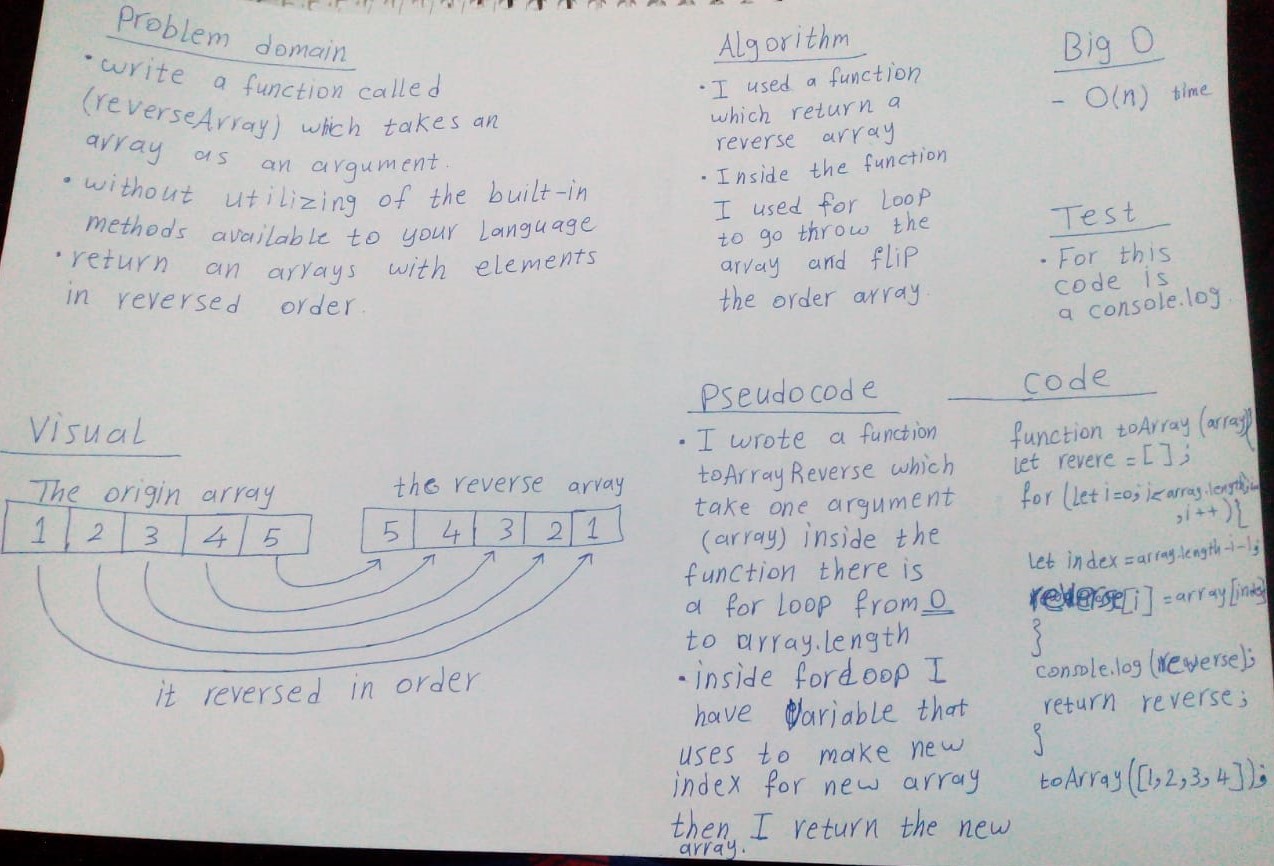 Problem domain
• write a function called
(reverseArray) which takes an
array as an argument.
• without utilizing of the built-in
methods available to your Language
• return an arrays with elements
in reversed order.
Visual
The origin array
1 2 3 4 5
the reverse array
5 4 3 2 1
it reversed in order
Algorithm
• I used a function
which return a
reverse array
• Inside the function
I used for Loop
to go throw the
array and flip
the order array.
Big O
- O(n) time
Test
• For this
code is
a console.log.
Pseudocode
• I wrote a function
toArrayReverse which
take one argument
(array) inside the
function there is
a for Loop from 0
to array.length
• inside for Loop I
have Variable that
uses to make new
index for new array
then I return the new
array.
Code
function toArray (array){
let revere = [];
for (Let i=0; i<array.length
;i++){
Let index = array.length-i-1;
reverse[i] = array[index]
}
console.log (reverse);
return reverse;
}
toArray([1,2,3,4]);